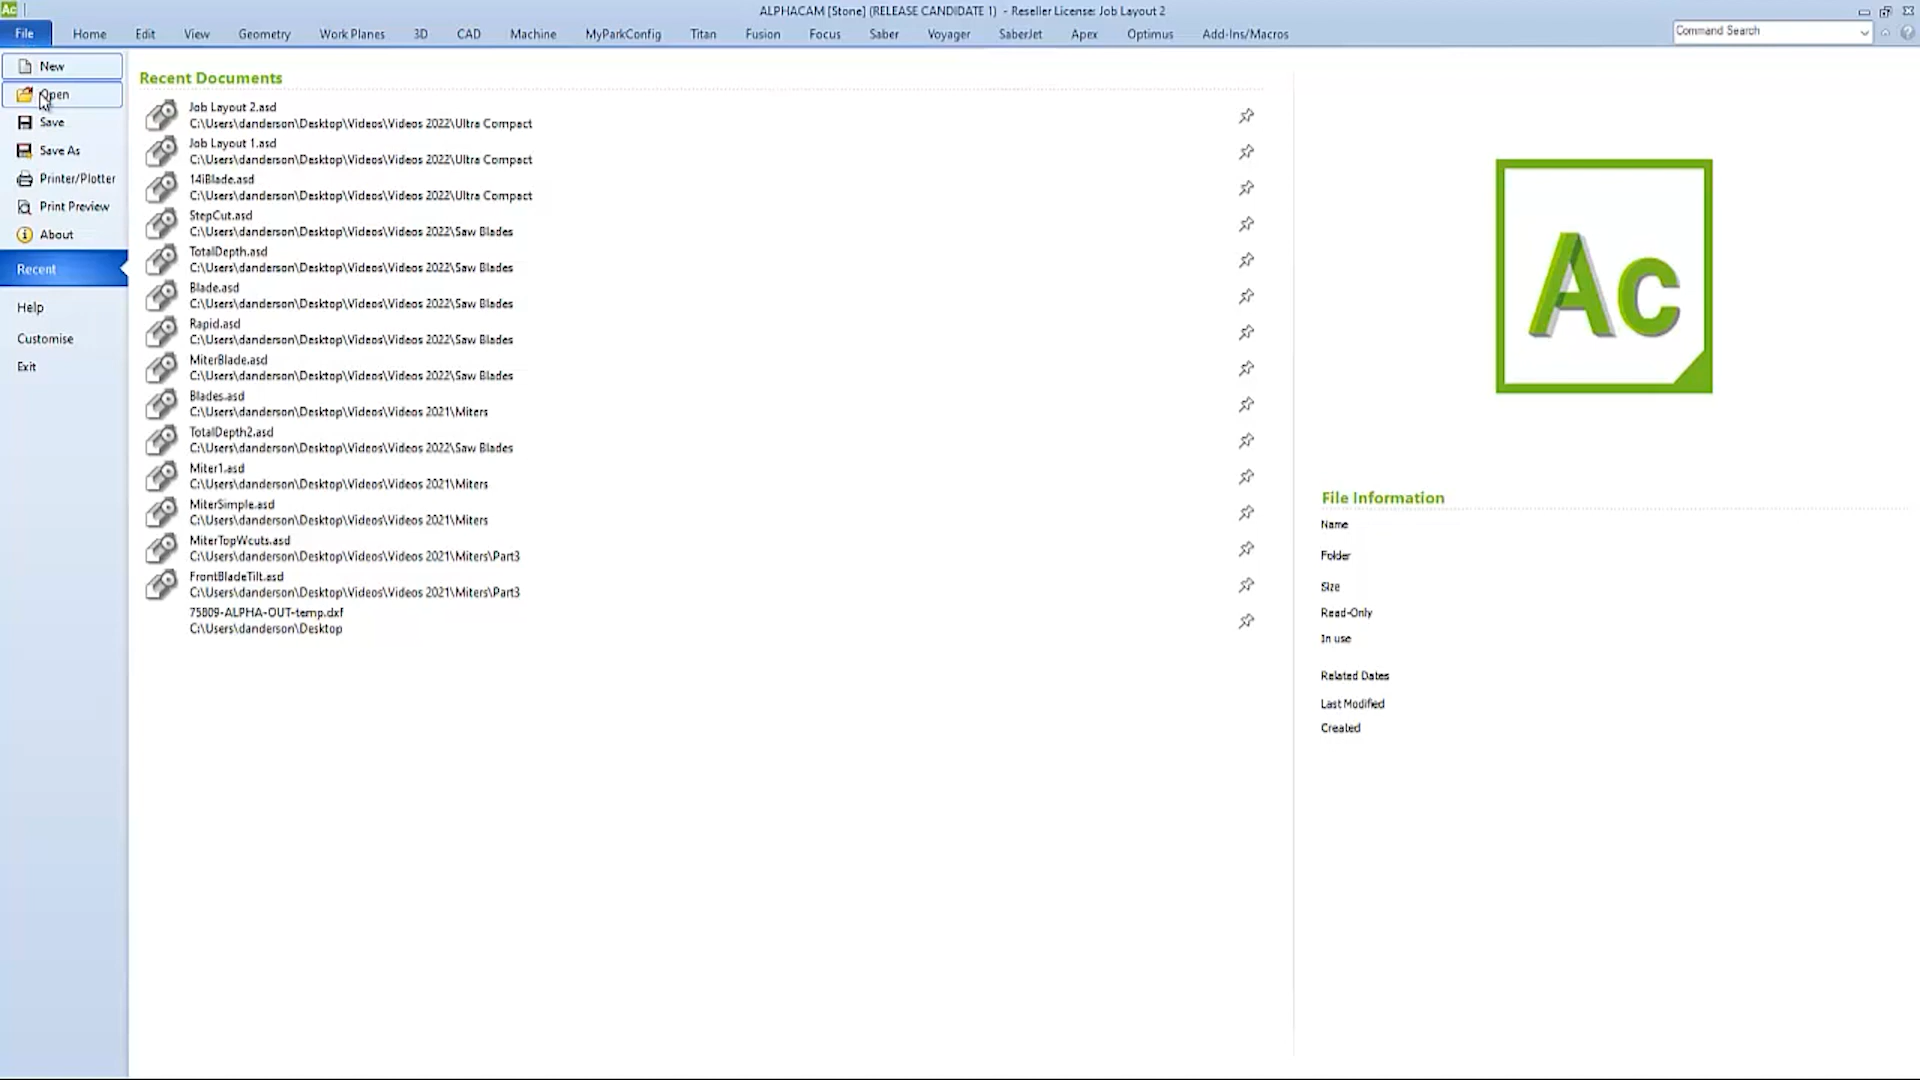 Ac
ALPHACAM [Stone] (RELEASE CANDIDATE 1) - Reseller License: Job Layout 2
File Home Edit View Geometry Work Planes 3D CAD Machine MyParkConfig Titan Fusion Focus Saber Voyager SaberJet Apex Optimus Add-Ins/Macros
Command Search
New
Open
Save
Save As
Printer/Plotter
Print Preview
About
Recent
Help
Customise
Exit
Recent Documents
Job Layout 2.asd
C:\Users\danderson\Desktop\Videos\Videos 2022\Ultra Compact
Job Layout 1.asd
C:\Users\danderson\Desktop\Videos\Videos 2022\Ultra Compact
14iBlade.asd
C:\Users\danderson\Desktop\Videos\Videos 2022\Ultra Compact
StepCut.asd
C:\Users\danderson\Desktop\Videos\Videos 2022\Saw Blades
TotalDepth.asd
C:\Users\danderson\Desktop\Videos\Videos 2022\Saw Blades
Blade.asd
C:\Users\danderson\Desktop\Videos\Videos 2022\Saw Blades
Rapid.asd
C:\Users\danderson\Desktop\Videos\Videos 2022\Saw Blades
MiterBlade.asd
C:\Users\danderson\Desktop\Videos\Videos 2022\Saw Blades
Blades.asd
C:\Users\danderson\Desktop\Videos\Videos 2021\Miters
TotalDepth2.asd
C:\Users\danderson\Desktop\Videos\Videos 2022\Saw Blades
Miter1.asd
C:\Users\danderson\Desktop\Videos\Videos 2021\Miters
MiterSimple.asd
C:\Users\danderson\Desktop\Videos\Videos 2021\Miters
MiterTopWcuts.asd
C:\Users\danderson\Desktop\Videos\Videos 2021\Miters\Part3
FrontBladeTilt.asd
C:\Users\danderson\Desktop\Videos\Videos 2021\Miters\Part3
75809-ALPHA-OUT-temp.dxf
C:\Users\danderson\Desktop
Ac
File Information
Name
Folder
Size
Read-Only
In use
Related Dates
Last Modified
Created